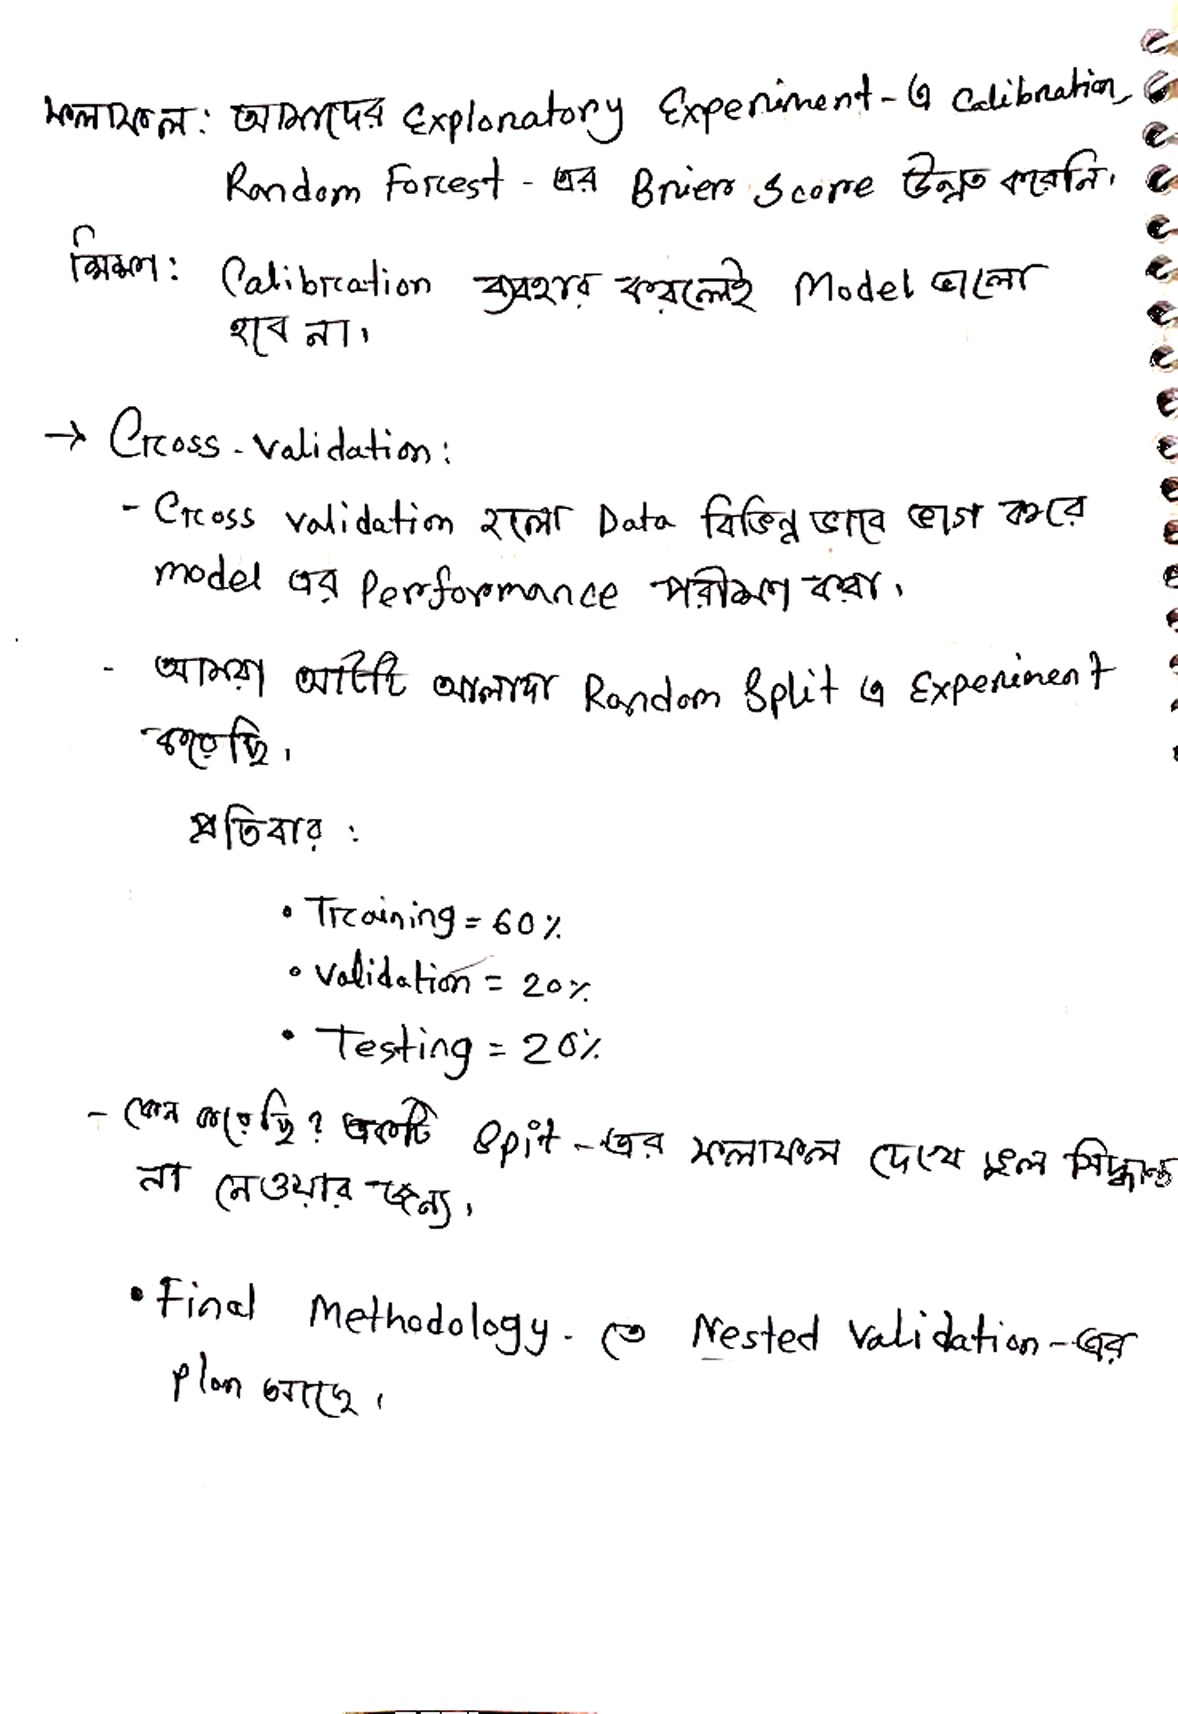 ফলাফল: আমাদের Exploratory Experiment-এ Calibration
Random Forest-এর Brier Score উন্নত করেনি।
শিক্ষা: Calibration ব্যবহার করলেই Model ভালো
হবে না।
→ Cross-validation:
- Cross validation হলো Data বিভিন্ন ভাবে ভাগ করে
model এর Performance পরীক্ষা করা।
- আমরা আটটি আলাদা Random Split এ Experiment
করেছি।
প্রতিবার:
• Training = 60%
• Validation = 20%
• Testing = 20%
- কেন করেছি? একটি Spit-এর ফলাফল দেখে ভুল সিদ্ধান্ত
না নেওয়ার জন্য।
• Final Methodology-তে Nested Validation-এর
plan আছে।